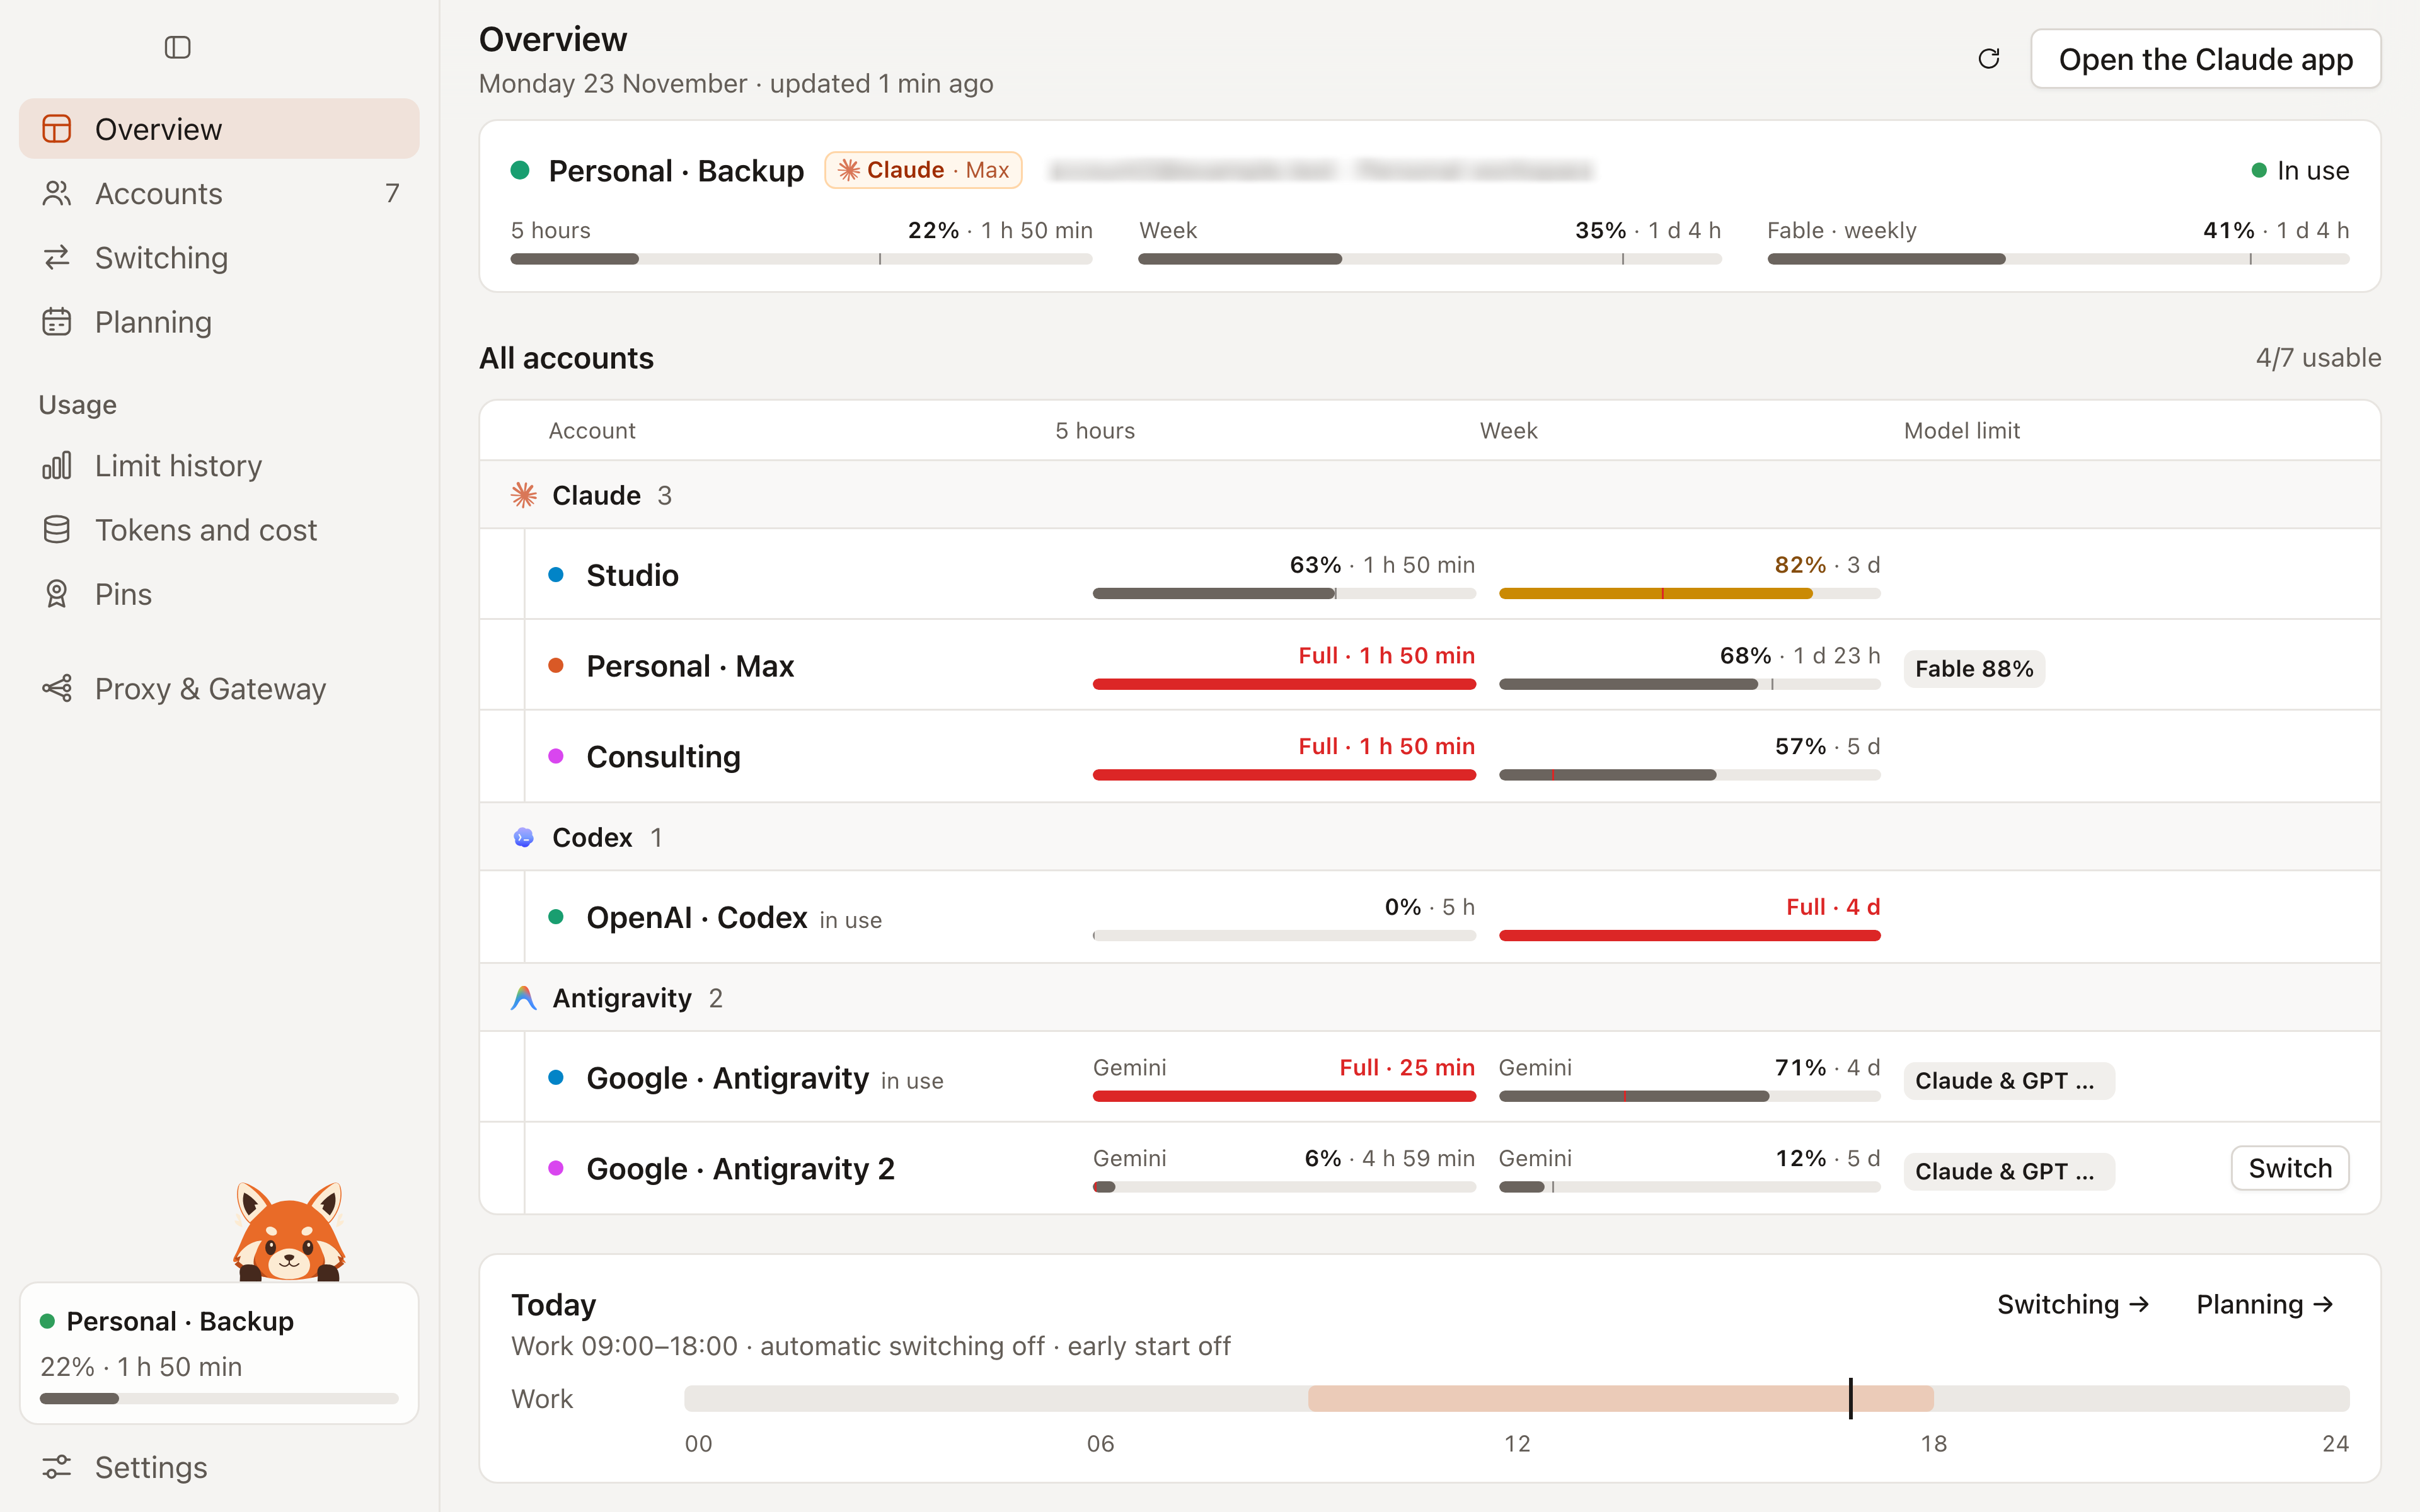 Overview
Accounts 7
Switching
Planning
Usage
Limit history
Tokens and cost
Pins
Proxy & Gateway
Personal · Backup
22% · 1 h 50 min
Settings
Overview
Monday 23 November · updated 1 min ago
Open the Claude app
Personal · Backup Claude · Max
In use
5 hours 22% · 1 h 50 min
Week 35% · 1 d 4 h
Fable · weekly 41% · 1 d 4 h
All accounts 4/7 usable
Account 5 hours Week Model limit
Claude 3
Studio 63% · 1 h 50 min 82% · 3 d
Personal · Max Full · 1 h 50 min 68% · 1 d 23 h Fable 88%
Consulting Full · 1 h 50 min 57% · 5 d
Codex 1
OpenAI · Codex in use 0% · 5 h Full · 4 d
Antigravity 2
Google · Antigravity in use Gemini Full · 25 min Gemini 71% · 4 d Claude & GPT ...
Google · Antigravity 2 Gemini 6% · 4 h 59 min Gemini 12% · 5 d Claude & GPT ... Switch
Today Switching → Planning →
Work 09:00–18:00 · automatic switching off · early start off
Work
00 06 12 18 24